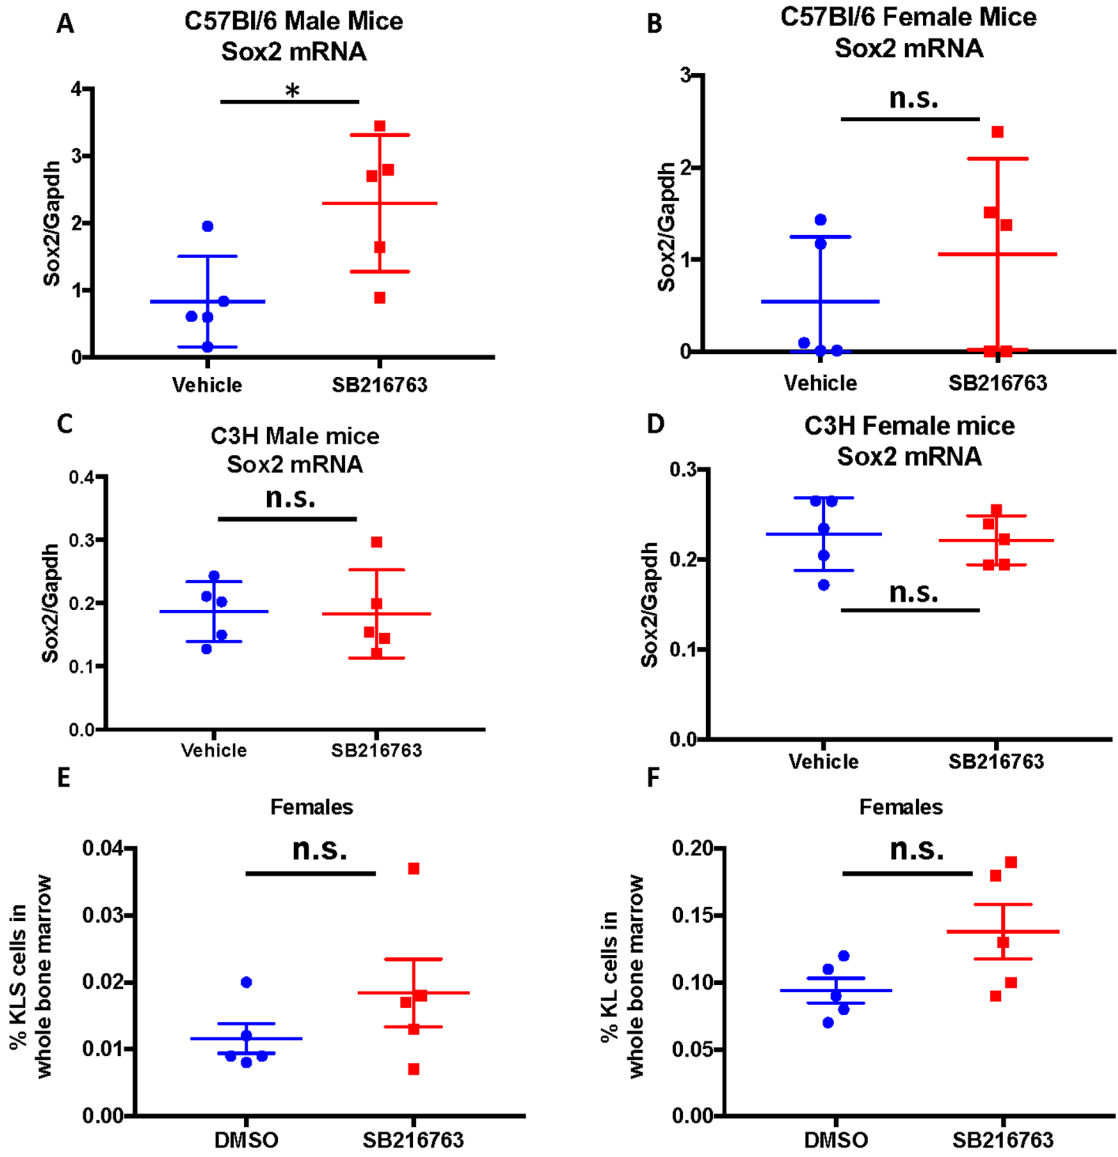 A
C57Bl/6 Male Mice
Sox2 mRNA
*
Sox2/Gapdh
4
3
2
1
0
Vehicle
SB216763
B
C57Bl/6 Female Mice
Sox2 mRNA
n.s.
Sox2/Gapdh
3
2
1
0
Vehicle
SB216763
C
C3H Male mice
Sox2 mRNA
n.s.
Sox2/Gapdh
0.4
0.3
0.2
0.1
0.0
Vehicle
SB216763
D
C3H Female mice
Sox2 mRNA
n.s.
Sox2/Gapdh
0.3
0.2
0.1
0.0
Vehicle
SB216763
E
Females
n.s.
% KLS cells in
whole bone marrow
0.04
0.03
0.02
0.01
0.00
DMSO
SB216763
F
Females
n.s.
% KL cells in
whole bone marrow
0.20
0.15
0.10
0.05
0.00
DMSO
SB216763